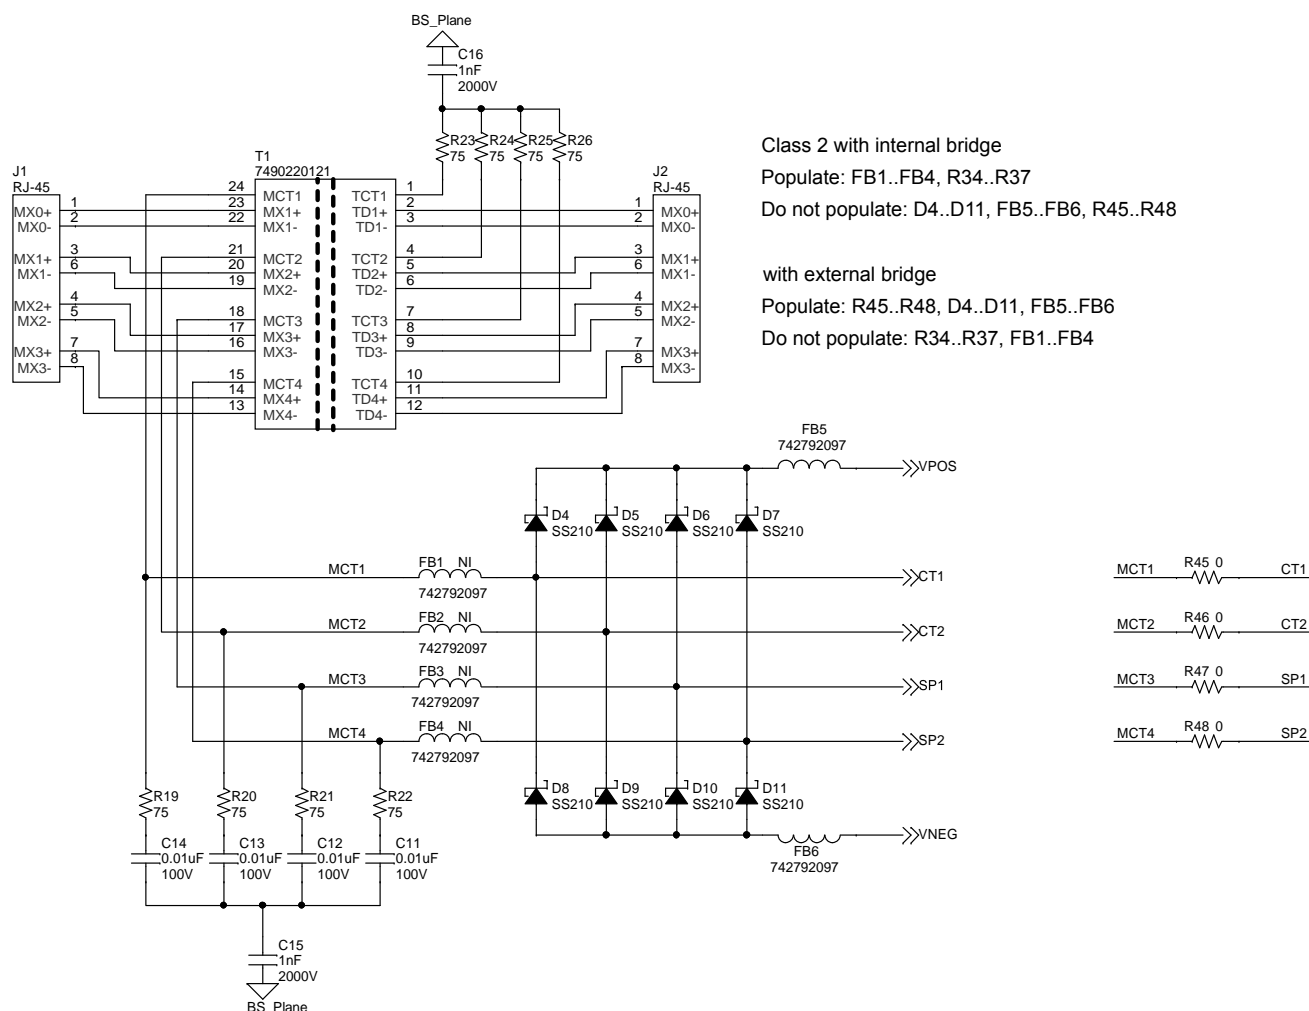 BS_Plane
C16
1nF
2000V
R23
75
R24
75
R25
75
R26
75
Class 2 with internal bridge
Populate: FB1..FB4, R34..R37
Do not populate: D4..D11, FB5..FB6, R45..R48
with external bridge
Populate: R45..R48, D4..D11, FB5..FB6
Do not populate: R34..R37, FB1..FB4
J1
RJ-45
MX0+
MX0-
MX1+
MX1-
MX2+
MX2-
MX3+
MX3-
1
2
3
6
4
5
7
8
T1
7490220121
24
23
22
21
20
19
18
17
16
15
14
13
MCT1
MX1+
MX1-
MCT2
MX2+
MX2-
MCT3
MX3+
MX3-
MCT4
MX4+
MX4-
TCT1
TD1+
TD1-
TCT2
TD2+
TD2-
TCT3
TD3+
TD3-
TCT4
TD4+
TD4-
1
2
3
4
5
6
7
8
9
10
11
12
J2
RJ-45
1
2
3
6
4
5
7
8
MX0+
MX0-
MX1+
MX1-
MX2+
MX2-
MX3+
MX3-
FB5
742792097
VPOS
D4
SS210
D5
SS210
D6
SS210
D7
SS210
MCT1
FB1 NI
742792097
CT1
MCT2
FB2 NI
742792097
CT2
MCT3
FB3 NI
742792097
SP1
MCT4
FB4 NI
742792097
SP2
MCT1
R45 0
CT1
MCT2
R46 0
CT2
MCT3
R47 0
SP1
MCT4
R48 0
SP2
D8
SS210
D9
SS210
D10
SS210
D11
SS210
FB6
742792097
VNEG
R19
75
R20
75
R21
75
R22
75
C14
0.01uF
100V
C13
0.01uF
100V
C12
0.01uF
100V
C11
0.01uF
100V
C15
1nF
2000V
BS_Plane